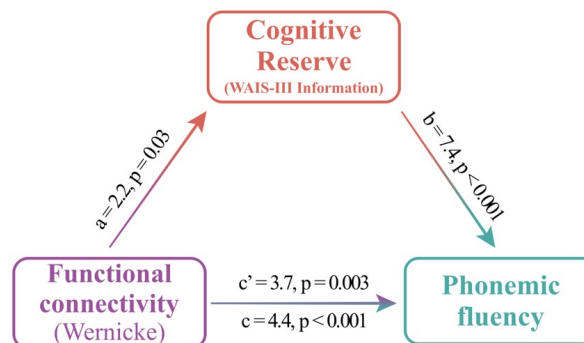 Cognitive
Reserve
(WAIS-III Information)
a = 2.2, p = 0.03
b = 7.4, p < 0.001
Functional
connectivity
(Wernicke)
c' = 3.7, p = 0.003
c = 4.4, p < 0.001
Phonemic
fluency